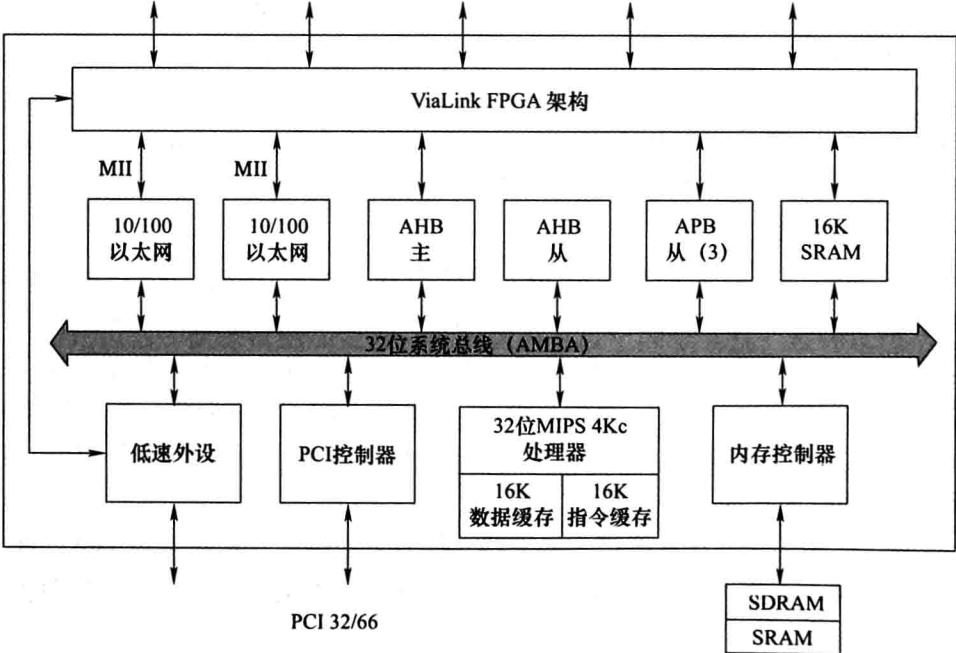 ViaLink FPGA 架构
MII
MII
10/100
以太网
10/100
以太网
AHB
主
AHB
从
APB
从（3）
16K
SRAM
32位系统总线（AMBA）
低速外设
PCI控制器
32位MIPS 4Kc
处理器
16K
数据缓存
16K
指令缓存
内存控制器
PCI 32/66
SDRAM
SRAM